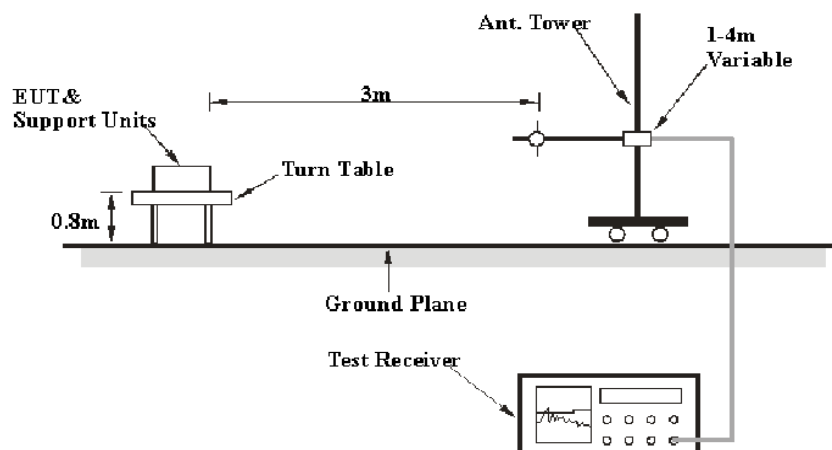 Ant. Tower
1-4m
Variable
3m
EUT&
Support Units
Turn Table
0.8m
Ground Plane
Test Receiver